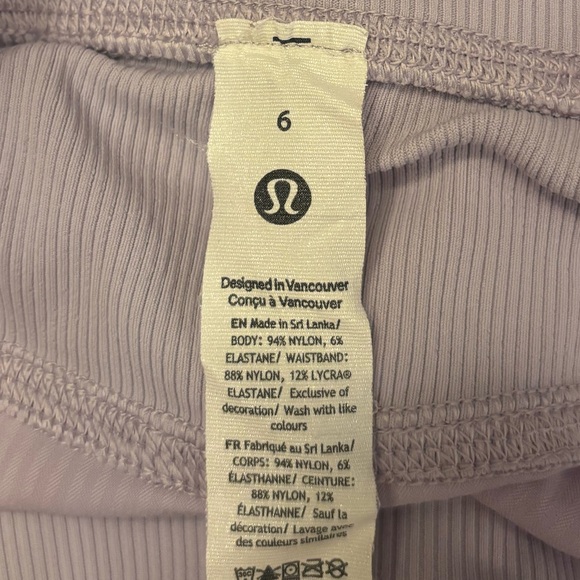 6
Designed in Vancouver
Conçu à Vancouver
EN Made in Sri Lanka/
BODY: 94% NYLON, 6%
ELASTANE/ WAISTBAND:
88% NYLON, 12% LYCRA®
ELASTANE/ Exclusive of
decoration/ Wash with like
colours
FR Fabriqué au Sri Lanka/
CORPS: 94% NYLON, 6%
ÉLASTHANNE/ CEINTURE:
88% NYLON, 12%
ÉLASTHANNE/ Sauf la
décoration/ Lavage avec
des couleurs similaires